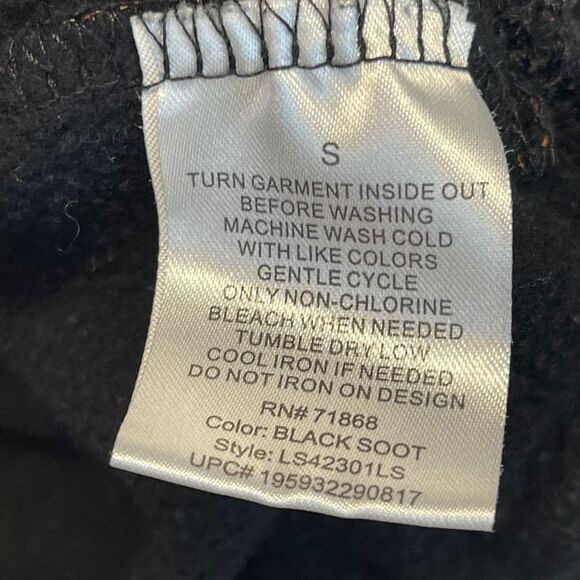 S
TURN GARMENT INSIDE OUT
BEFORE WASHING
MACHINE WASH COLD
WITH LIKE COLORS
GENTLE CYCLE
ONLY NON-CHLORINE
BLEACH WHEN NEEDED
TUMBLE DRY LOW
COOL IRON IF NEEDED
DO NOT IRON ON DESIGN
RN# 71868
Color: BLACK SOOT
Style: LS42301LS
UPC# 195932290817